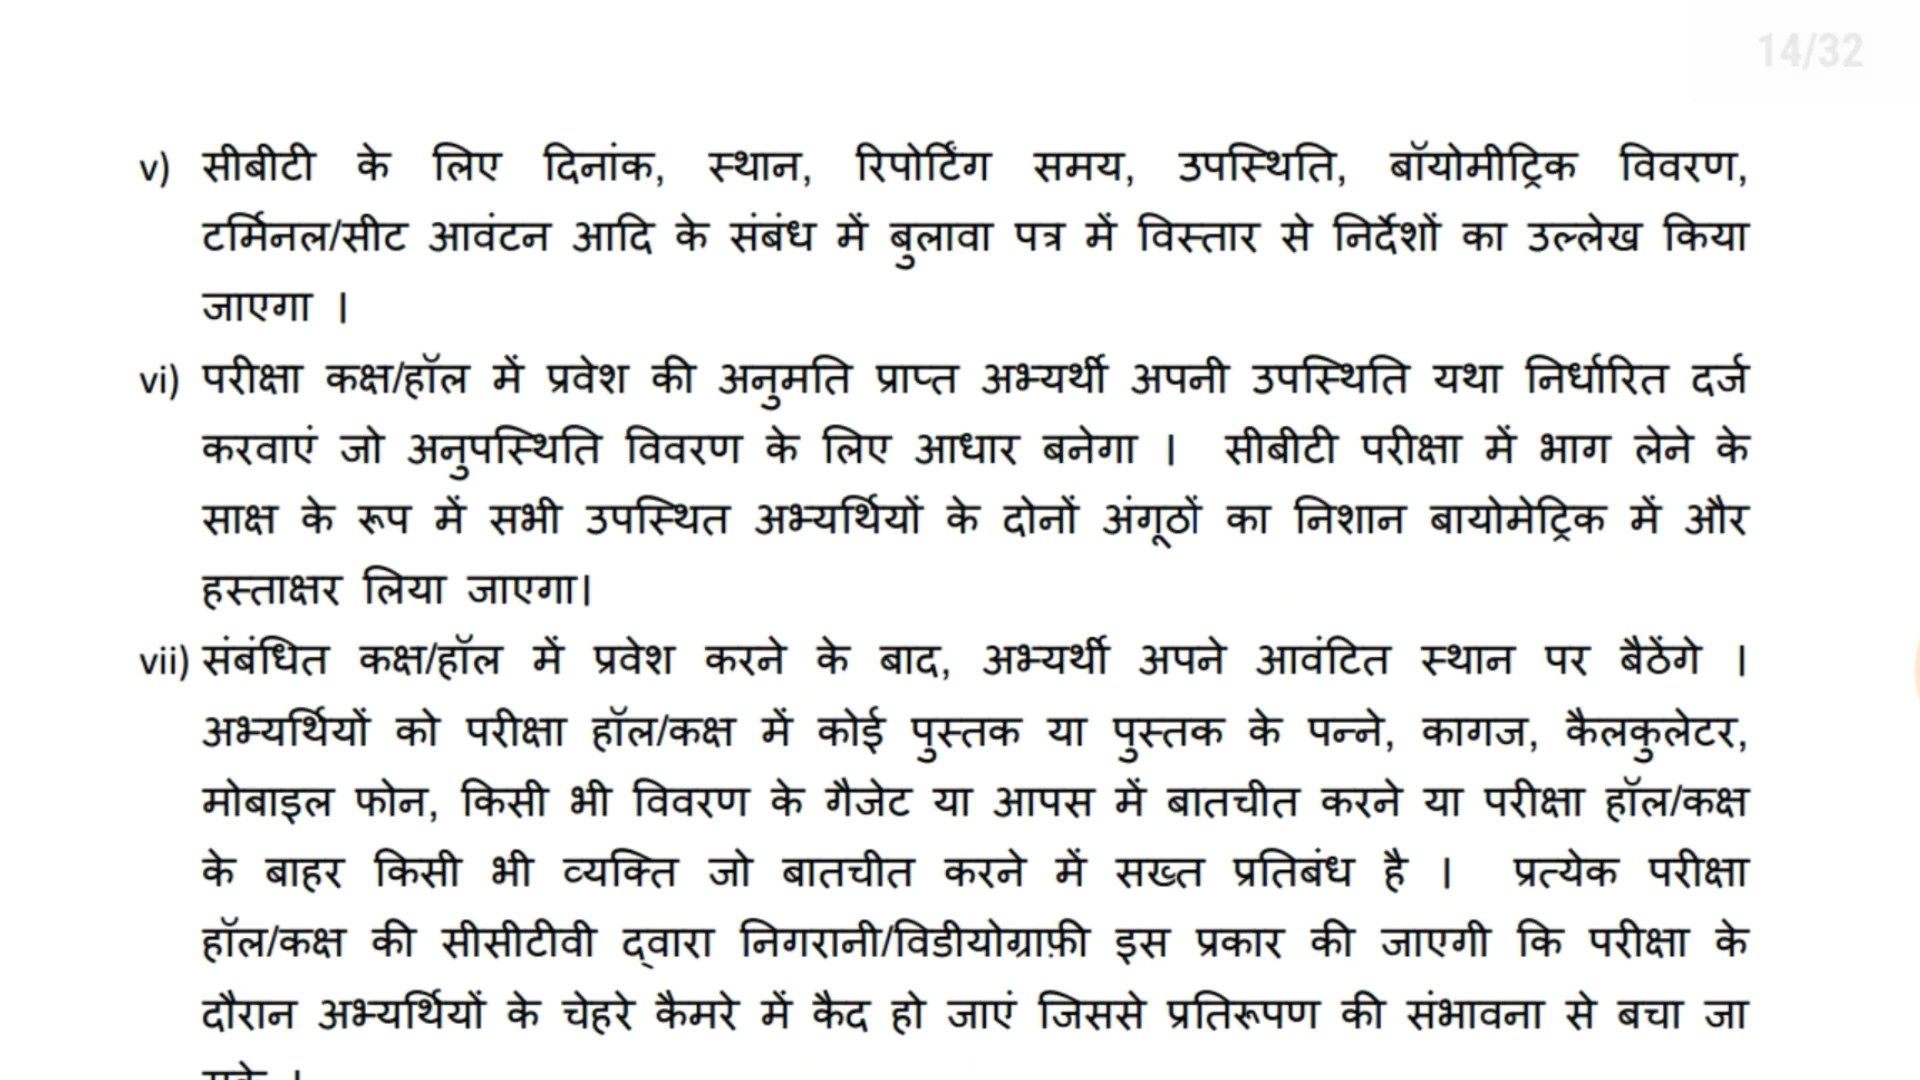 14/32
v) सीबीटी के लिए दिनांक, स्थान, रिपोर्टिंग समय, उपस्थिति, बॉयोमीट्रिक विवरण,
टर्मिनल/सीट आवंटन आदि के संबंध में बुलावा पत्र में विस्तार से निर्देशों का उल्लेख किया
जाएगा ।
vi) परीक्षा कक्ष/हॉल में प्रवेश की अनुमति प्राप्त अभ्यर्थी अपनी उपस्थिति यथा निर्धारित दर्ज
करवाएं जो अनुपस्थिति विवरण के लिए आधार बनेगा । सीबीटी परीक्षा में भाग लेने के
साक्ष के रूप में सभी उपस्थित अभ्यर्थियों के दोनों अंगूठों का निशान बायोमेट्रिक में और
हस्ताक्षर लिया जाएगा।
vii) संबंधित कक्ष/हॉल में प्रवेश करने के बाद, अभ्यर्थी अपने आवंटित स्थान पर बैठेंगे ।
अभ्यर्थियों को परीक्षा हॉल/कक्ष में कोई पुस्तक या पुस्तक के पन्ने, कागज, कैलकुलेटर,
मोबाइल फोन, किसी भी विवरण के गैजेट या आपस में बातचीत करने या परीक्षा हॉल/कक्ष
के बाहर किसी भी व्यक्ति जो बातचीत करने में सख्त प्रतिबंध है । प्रत्येक परीक्षा
हॉल/कक्ष की सीसीटीवी द्वारा निगरानी/विडीयोग्राफ़ी इस प्रकार की जाएगी कि परीक्षा के
दौरान अभ्यर्थियों के चेहरे कैमरे में कैद हो जाएं जिससे प्रतिरूपण की संभावना से बचा जा